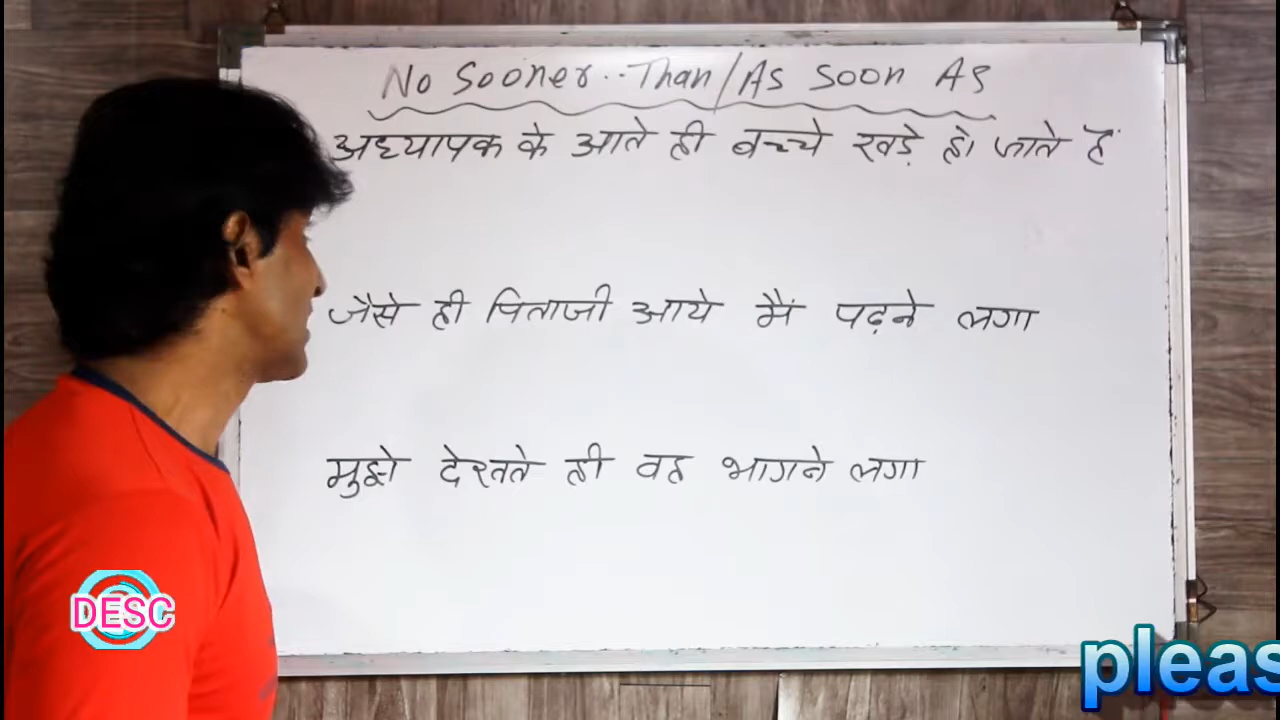 No Sooner..Than/As soon As
अध्यापक के आते ही बच्चे खड़े हो जाते हैं
जैसे ही पिताजी आये मैं पढ़ने लगा
मुझे देखते ही वह भागने लगा
DESC
pleas